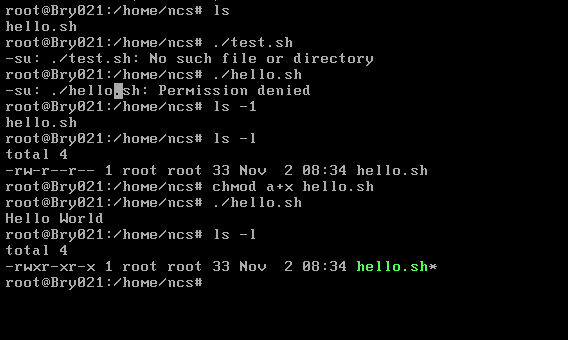 root@Bry021:/home/ncs# ls
hello.sh
root@Bry021:/home/ncs# ./test.sh
-su: ./test.sh: No such file or directory
root@Bry021:/home/ncs# ./hello.sh
-su: ./hello.sh: Permission denied
root@Bry021:/home/ncs# ls -1
hello.sh
root@Bry021:/home/ncs# ls -l
total 4
-rw-r--r-- 1 root root 33 Nov  2 08:34 hello.sh
root@Bry021:/home/ncs# chmod a+x hello.sh
root@Bry021:/home/ncs# ./hello.sh
Hello World
root@Bry021:/home/ncs# ls -l
total 4
-rwxr-xr-x 1 root root 33 Nov  2 08:34 hello.sh*
root@Bry021:/home/ncs#